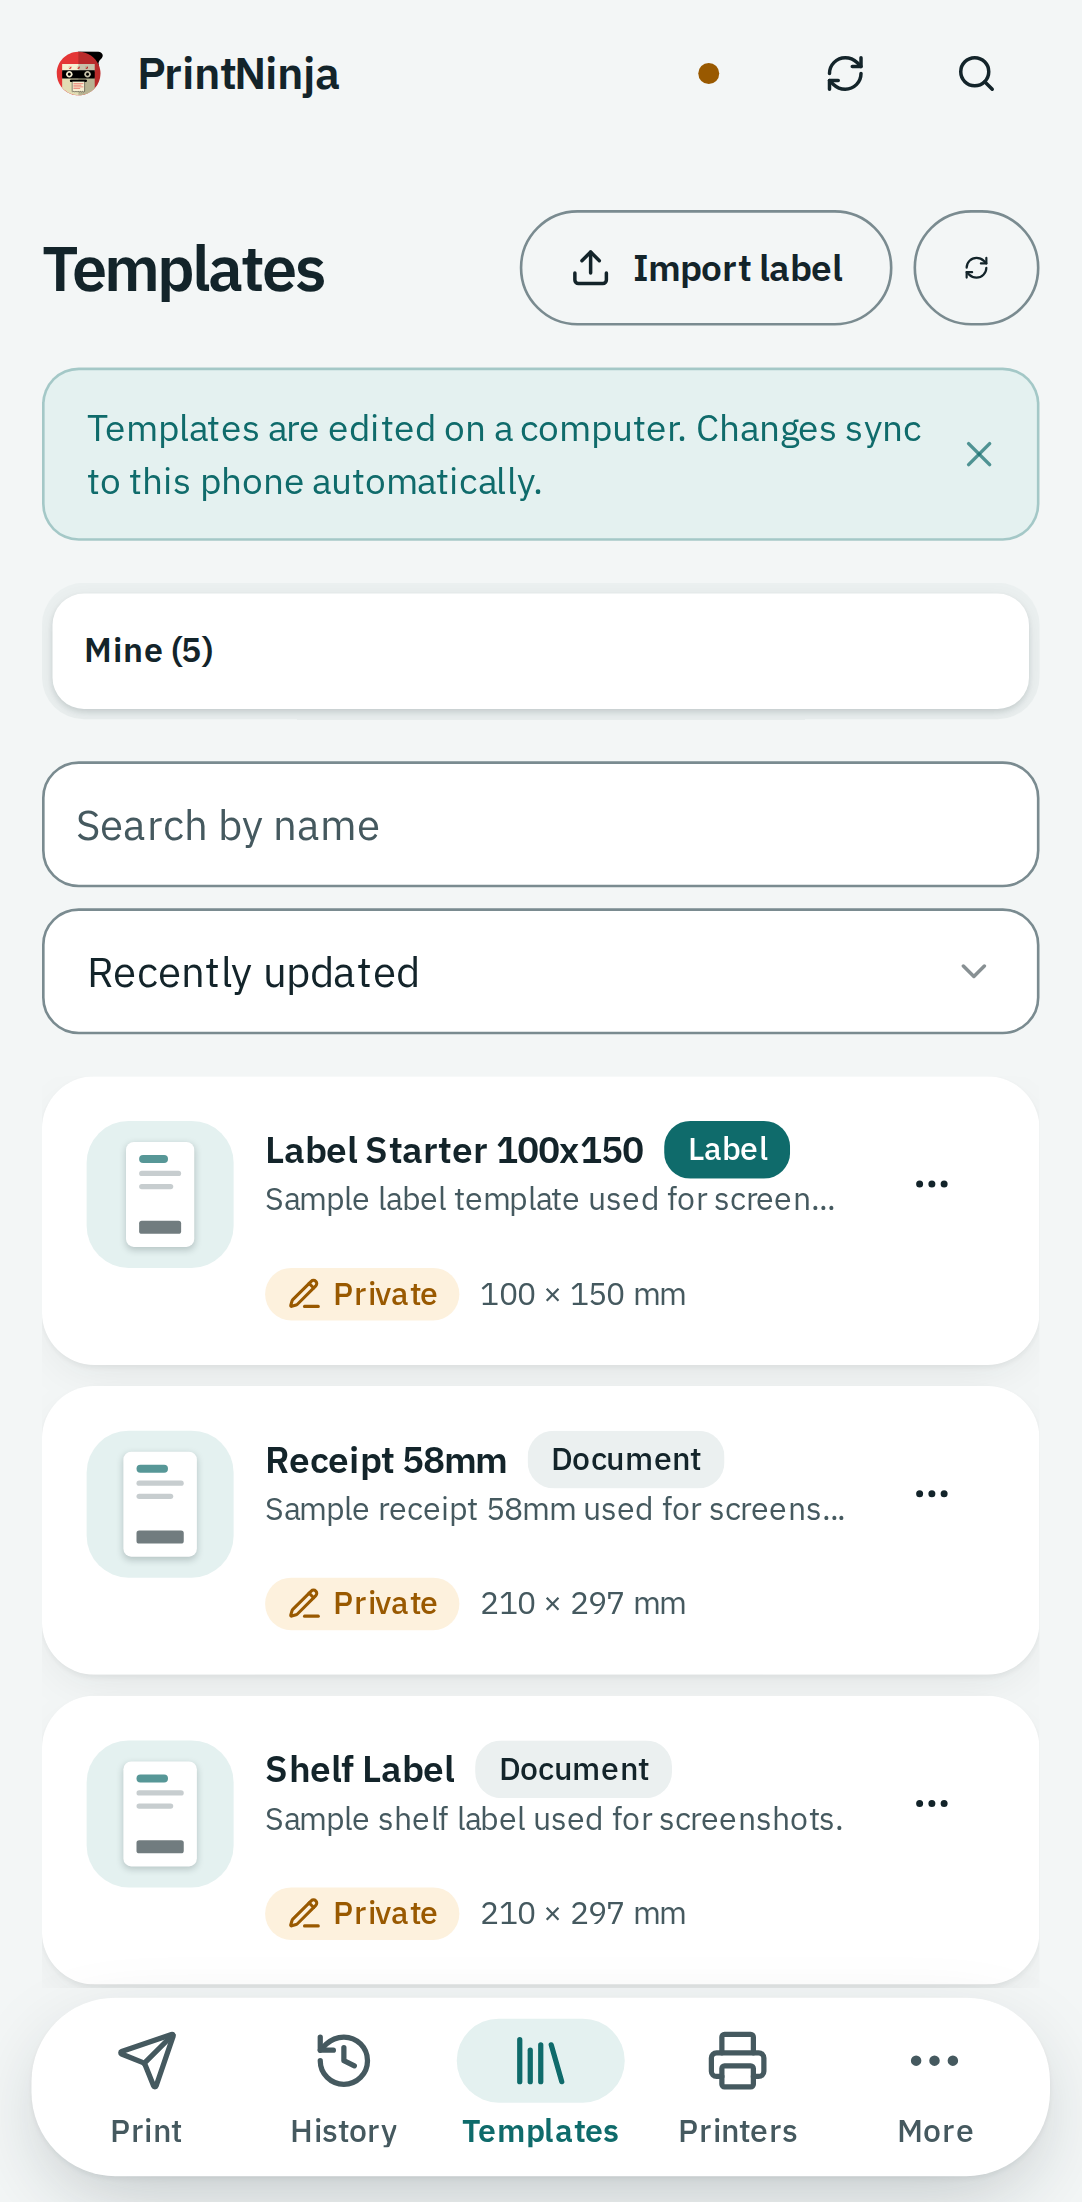 PrintNinja
Templates
Import label
Templates are edited on a computer. Changes sync
to this phone automatically.
Mine (5)
Search by name
Recently updated
Label Starter 100x150 Label
Sample label template used for screen...
Private 100 × 150 mm
Receipt 58mm Document
Sample receipt 58mm used for screens...
Private 210 × 297 mm
Shelf Label Document
Sample shelf label used for screenshots.
Private 210 × 297 mm
Print History Templates Printers More